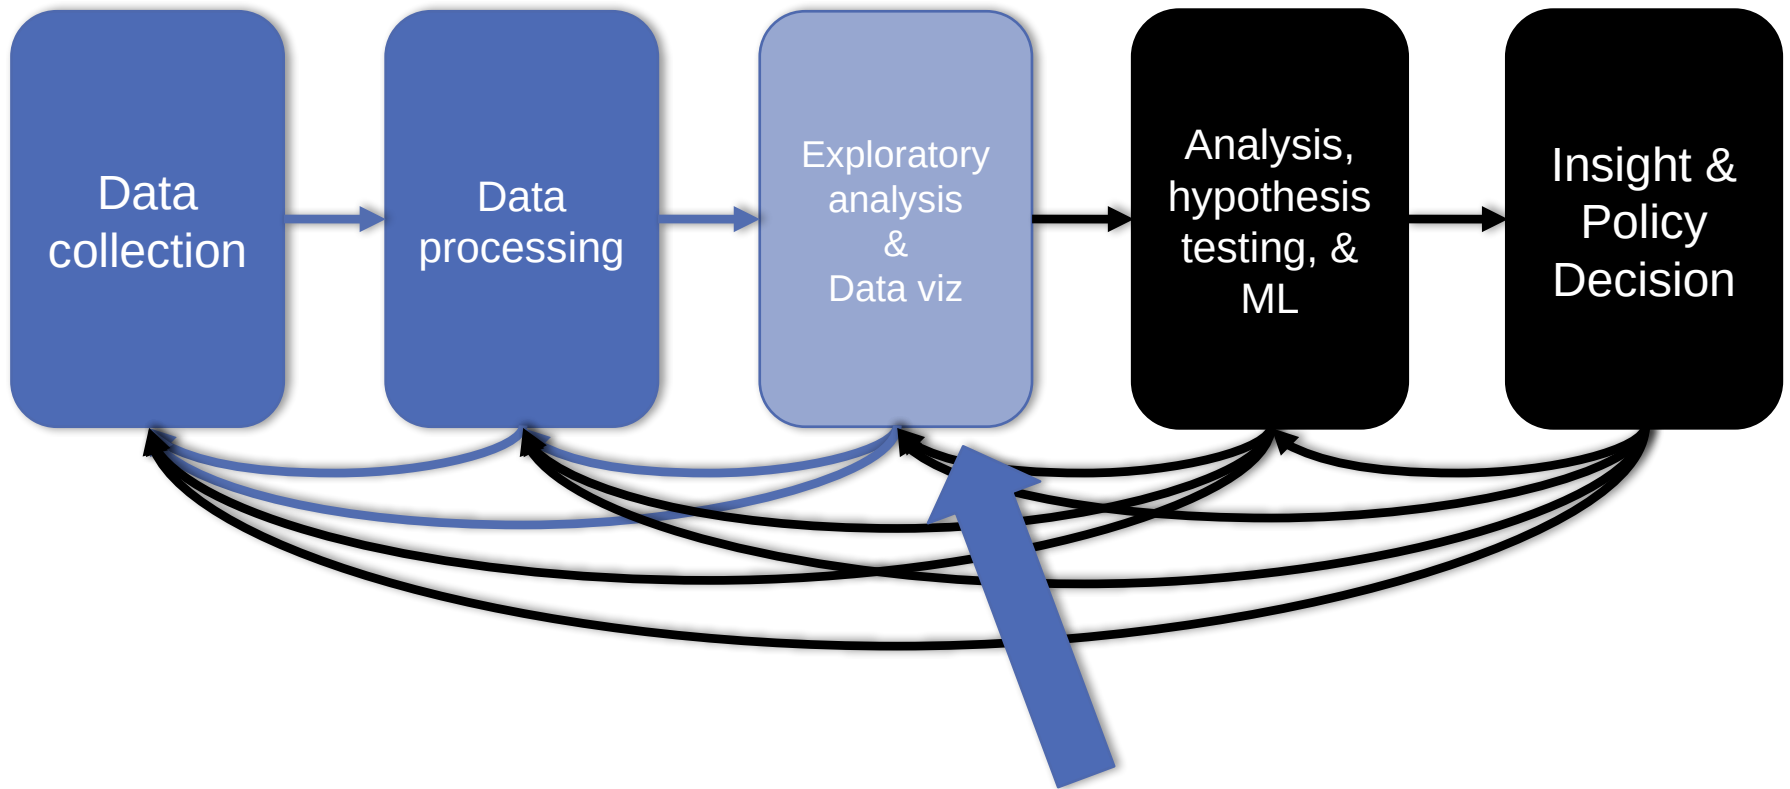 Data
collection
Data
processing
Exploratory
analysis
&
Data viz
Analysis,
hypothesis
testing, &
ML
Insight &
Policy
Decision